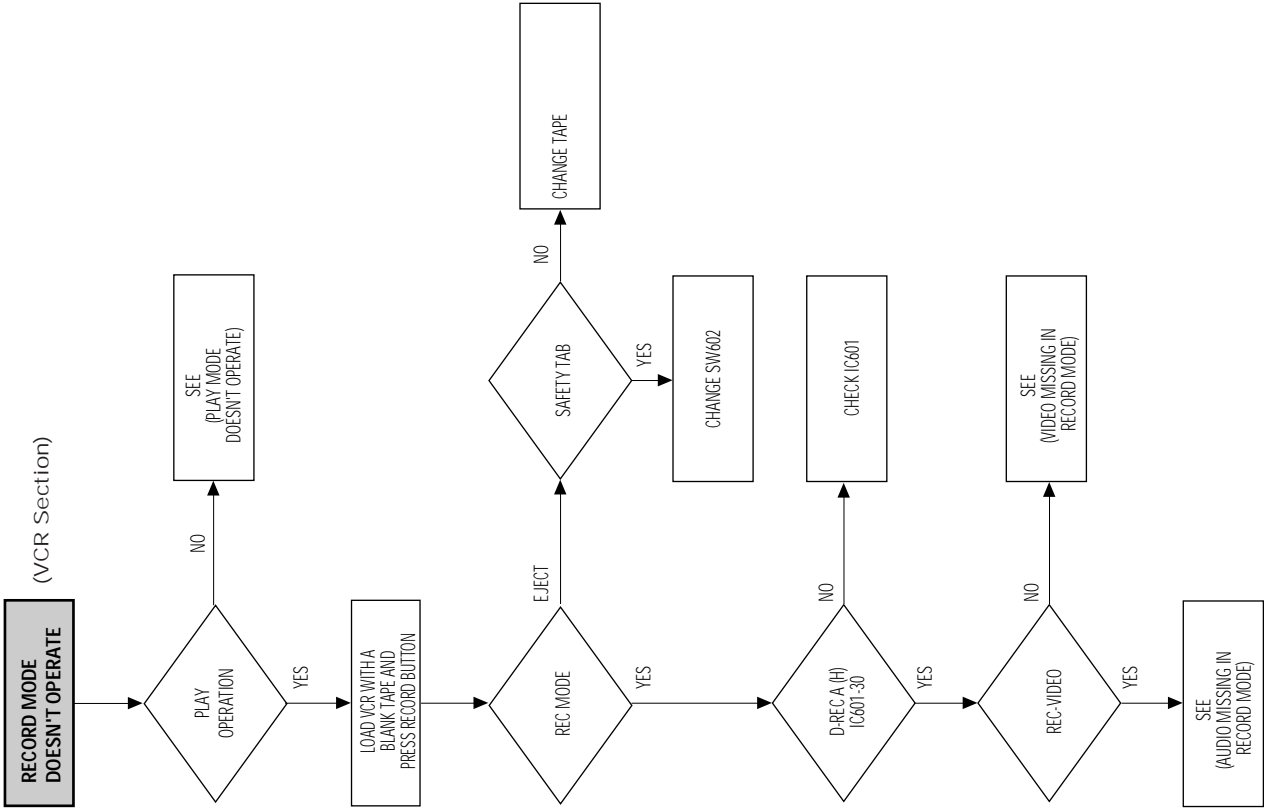 RECORD MODE
DOESN'T OPERATE
(VCR Section)
PLAY
OPERATION
NO
SEE
(PLAY MODE
DOESN'T OPERATE)
YES
LOAD VCR WITH A
BLANK TAPE AND
PRESS RECORD BUTTON
REC MODE
EJECT
SAFETY TAB
NO
CHANGE TAPE
YES
CHANGE SW602
YES
D-REC A (H)
IC601-30
NO
CHECK IC601
YES
REC-VIDEO
NO
SEE
(VIDEO MISSING IN
RECORD MODE)
YES
SEE
(AUDIO MISSING IN
RECORD MODE)